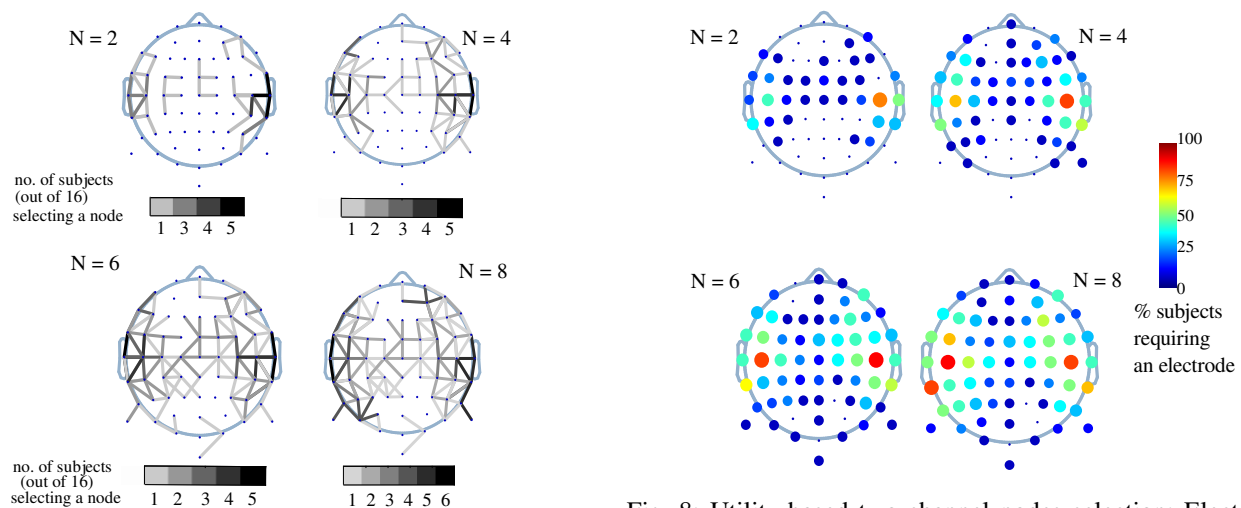 N = 2
N = 4
no. of subjects
(out of 16)
selecting a node
1 3 4 5
1 2 3 4 5
N = 6
N = 8
no. of subjects
(out of 16)
selecting a node
1 2 3 4 5
1 2 3 4 5 6
N = 2
N = 4
100
75
50
25
0
% subjects
requiring
an electrode
N = 6
N = 8